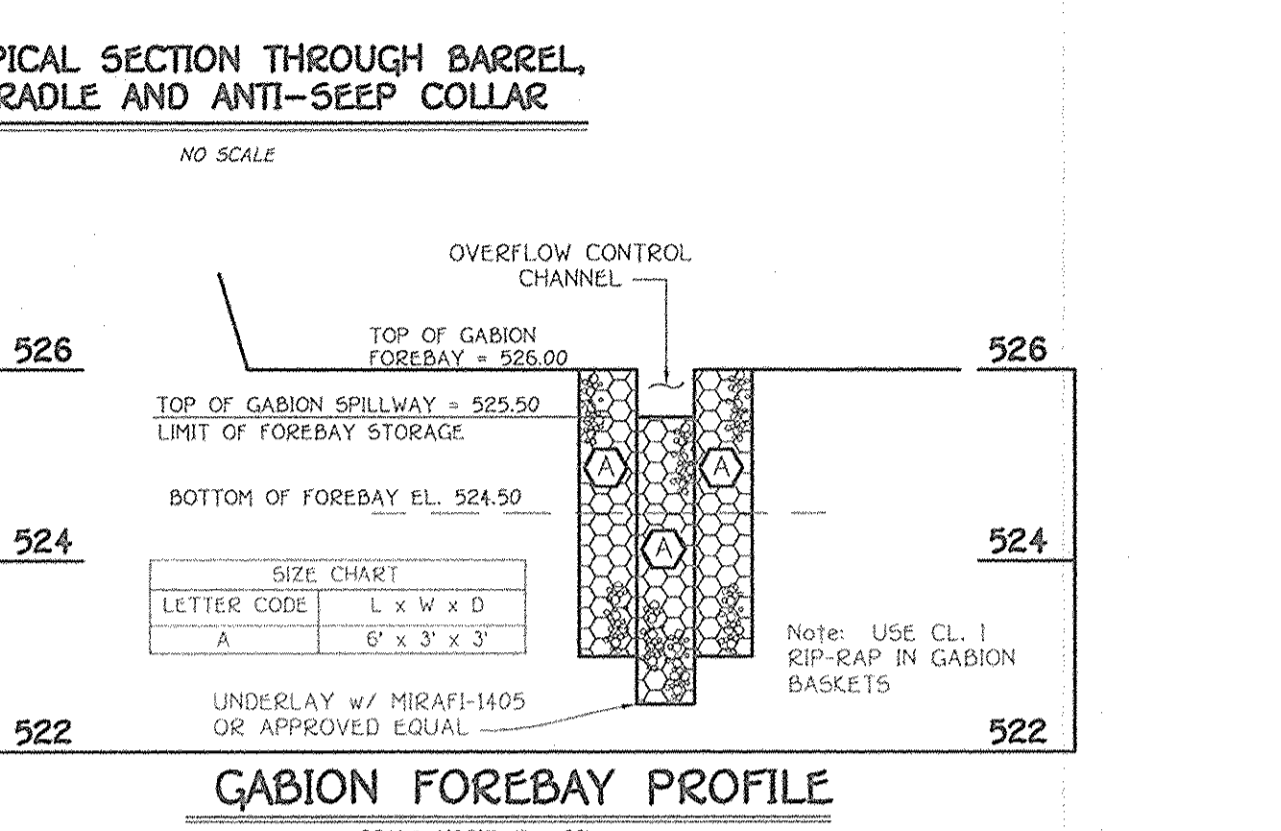 PICAL SECTION THROUGH BARREL,
RADLE AND ANTI-SEEP COLLAR
NO SCALE
OVERFLOW CONTROL
CHANNEL
TOP OF GABION
FOREBAY = 526.00
526
526
TOP OF GABION SPILLWAY = 525.50
LIMIT OF FOREBAY STORAGE
A
A
BOTTOM OF FOREBAY EL. 524.50
524
524
A
SIZE CHART
LETTER CODE L x W x D
A 6' x 3' x 3'
Note: USE CL. 1
RIP-RAP IN GABION
BASKETS
UNDERLAY w/ MIRAFI-1405
OR APPROVED EQUAL
522
522
GABION FOREBAY PROFILE